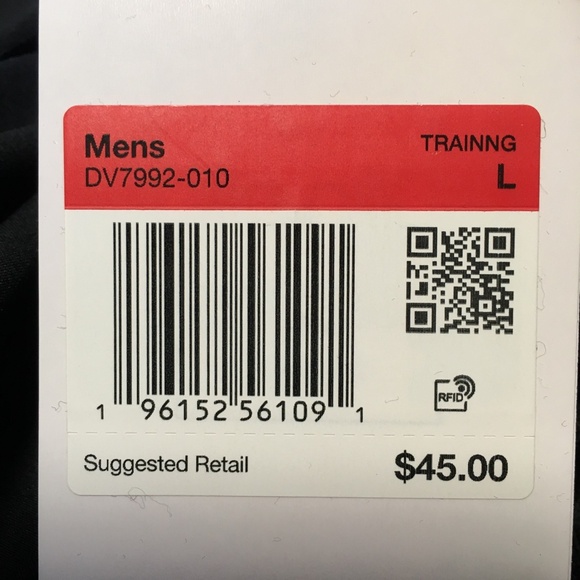 Mens
TRAINNG
DV7992-010
L
RFID
1 96152 56109 1
Suggested Retail
$45.00